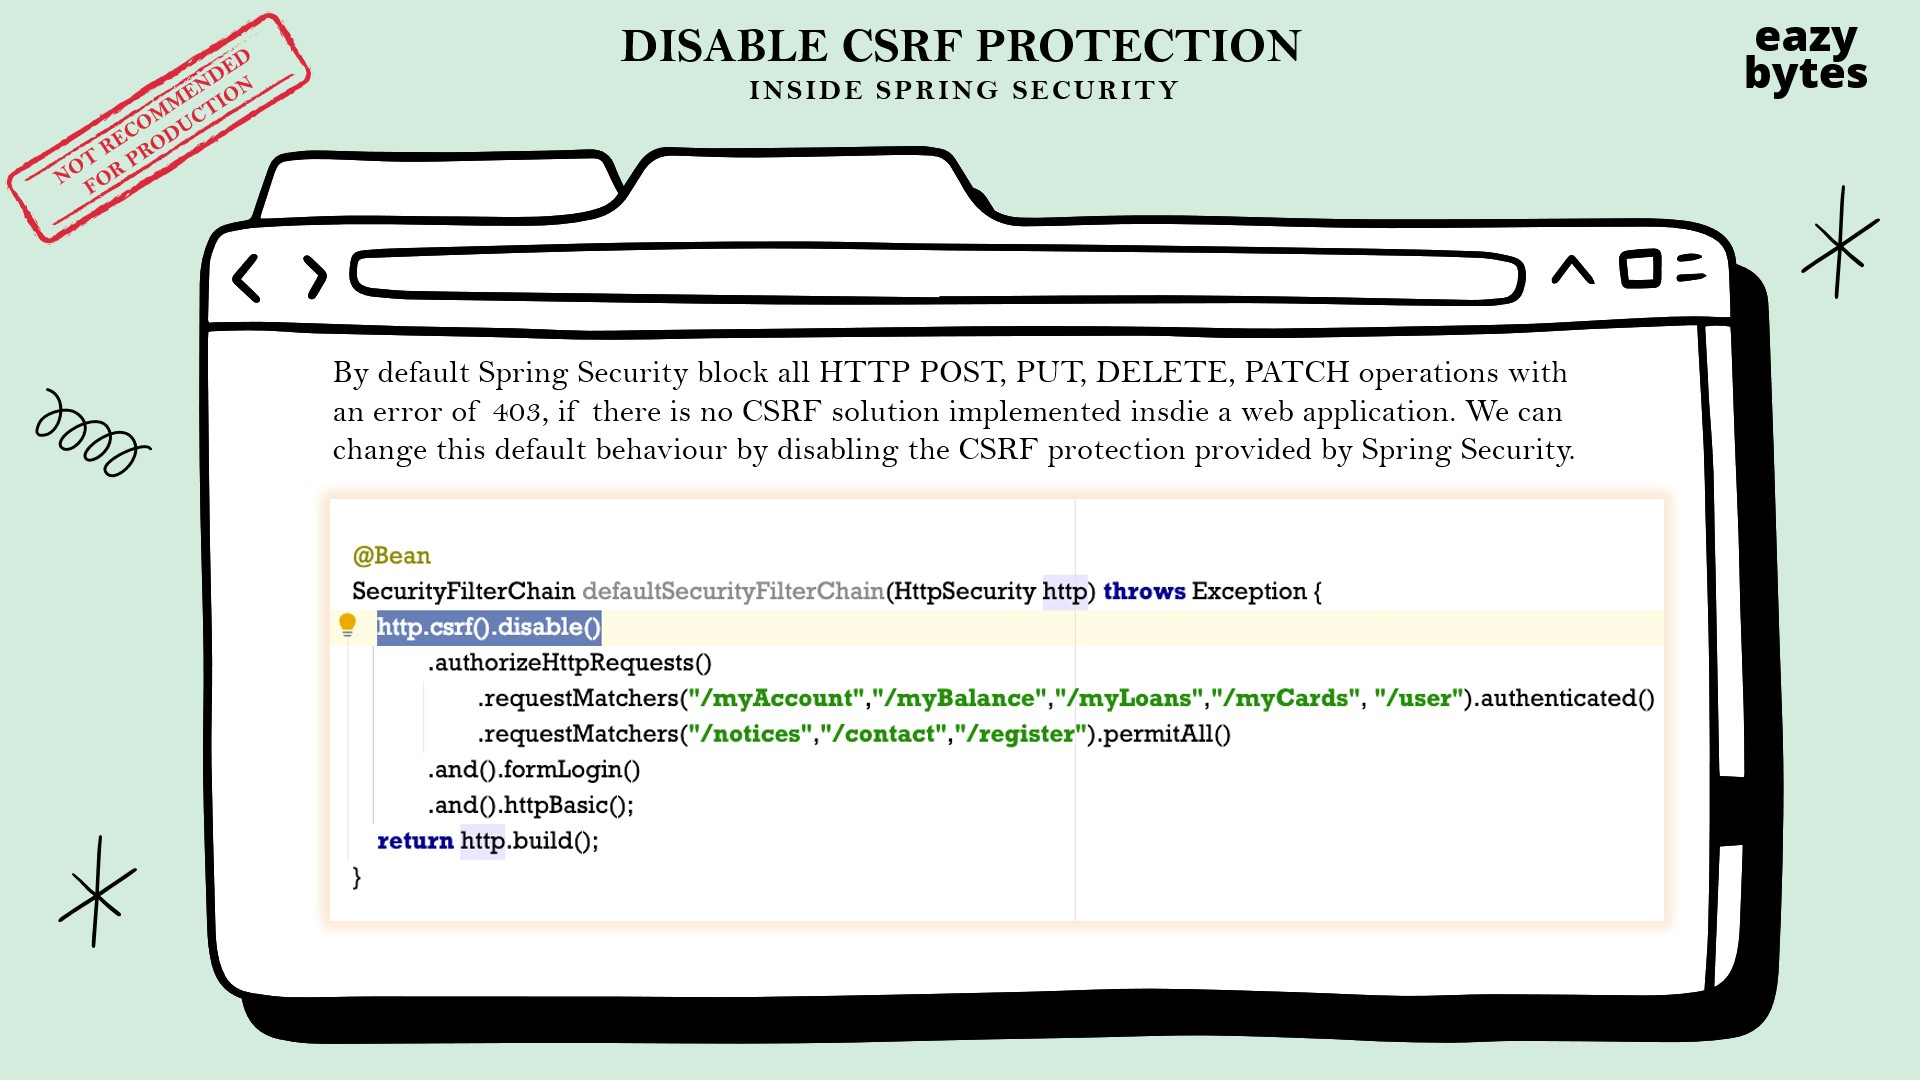 DISABLE CSRF PROTECTION
INSIDE SPRING SECURITY
eazy
bytes
NOT RECOMMENDED
FOR PRODUCTION
By default Spring Security block all HTTP POST, PUT, DELETE, PATCH operations with
an error of 403, if there is no CSRF solution implemented insdie a web application. We can
change this default behaviour by disabling the CSRF protection provided by Spring Security.
@Bean
SecurityFilterChain defaultSecurityFilterChain(HttpSecurity http) throws Exception {
http.csrf().disable()
.authorizeHttpRequests()
.requestMatchers("/myAccount","/myBalance","/myLoans","/myCards", "/user").authenticated()
.requestMatchers("/notices","/contact","/register").permitAll()
.and().formLogin()
.and().httpBasic();
return http.build();
}